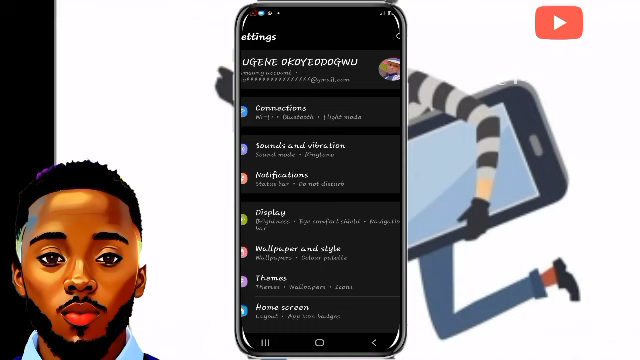 ettings
UGENE OKOYEODOGWU
Connections
Wi-Fi • Bluetooth • Flight mode
Sounds and vibration
Sound mode • Ringtone
Notifications
Status bar • Do not disturb
Display
Brightness • Eye comfort shield • Navigation
bar
Wallpaper and style
Wallpapers • Colour palette
Themes
Themes • Wallpapers • Icons
Home screen
Layout • App icon badges